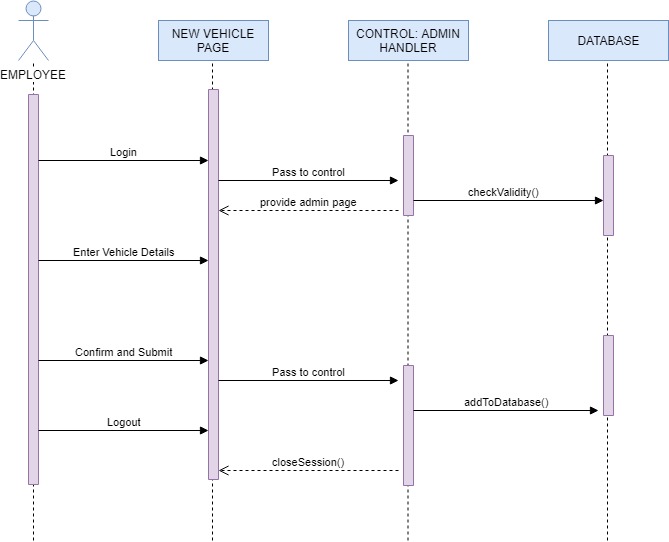 NEW VEHICLE
PAGE
CONTROL: ADMIN
HANDLER
DATABASE
EMPLOYEE
Login
Pass to control
checkValidity()
provide admin page
Enter Vehicle Details
Confirm and Submit
Pass to control
addToDatabase()
Logout
closeSession()